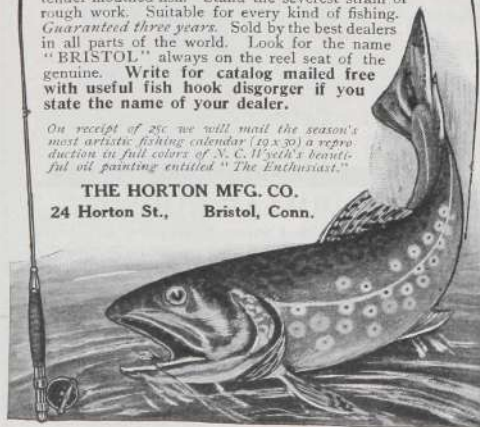 rough work. Suitable for every kind of fishing.
Guaranteed three years. Sold by the best dealers
in all parts of the world. Look for the name
"BRISTOL" always on the reel seat of the
genuine. Write for catalog mailed free
with useful fish hook disgorger if you
state the name of your dealer.
On receipt of 25c we will mail the season's
most artistic fishing calendar (19 x 30) a repro
duction in full colors of N. C. Wyeth's beauti-
ful oil painting entitled "The Enthusiast."
THE HORTON MFG. CO.
24 Horton St., Bristol, Conn.